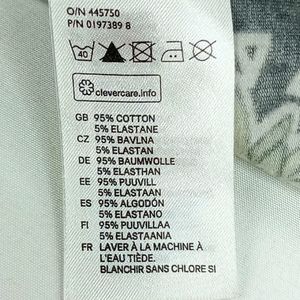 O/N 445750
P/N 0197389 8
40
clevercare.info
GB 95% COTTON
5% ELASTANE
CZ 95% BAVLNA
5% ELASTAN
DE 95% BAUMWOLLE
5% ELASTHAN
EE 95% PUUVILL
5% ELASTAAN
ES 95% ALGODÓN
5% ELASTANO
FI 95% PUUVILLAA
5% ELASTAANIA
FR LAVER À LA MACHINE À
L'EAU TIÈDE.
BLANCHIR SANS CHLORE SI